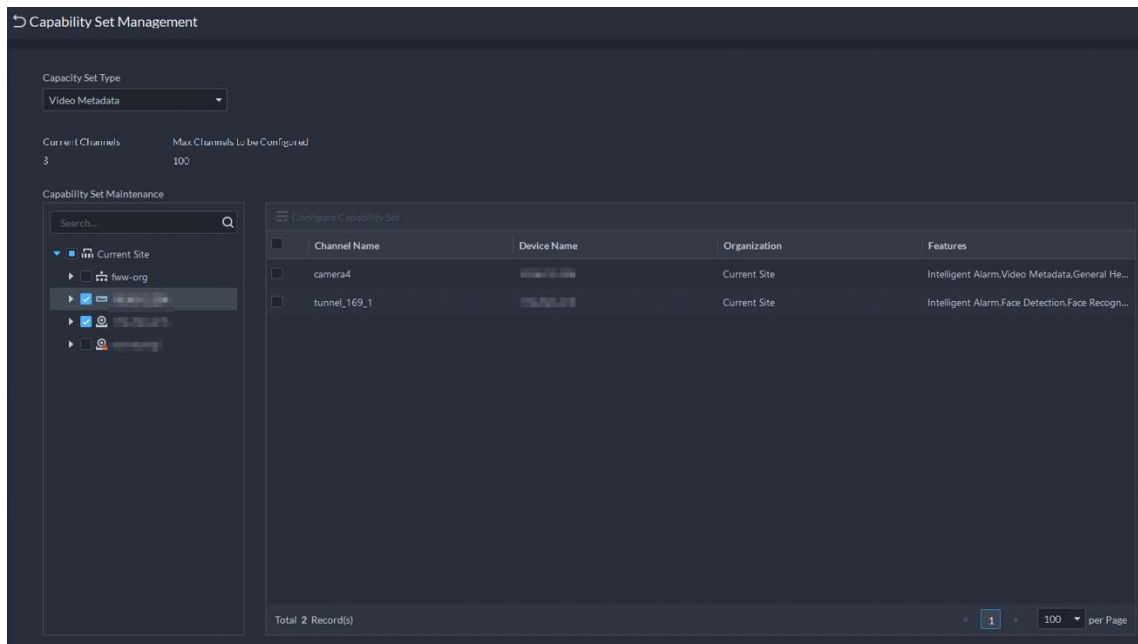 Capability Set Management
Capacity Set Type
Video Metadata
Current Channels Max Channels to be Configured
3 100
Capability Set Maintenance
Search...
Configure Capability Set
Current Site
fww-org
Channel Name Device Name Organization Features
camera4 Current Site Intelligent Alarm,Video Metadata,General He...
tunnel_169_1 Current Site Intelligent Alarm,Face Detection,Face Recogn...
Total 2 Record(s) 1 100 per Page